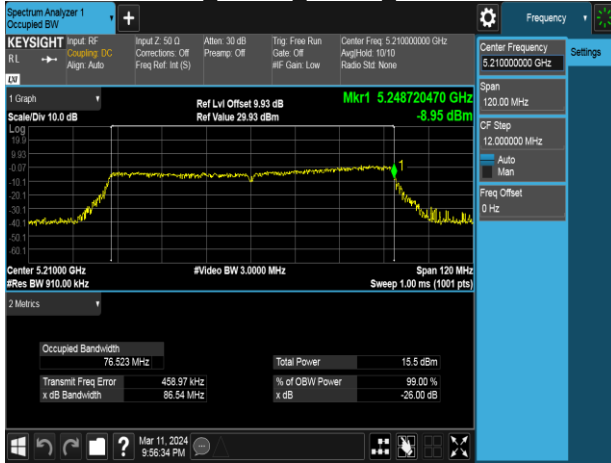 Spectrum Analyzer 1
Occupied BW
Frequency
KEYSIGHT
RL
Input: RF
Coupling: DC
Align: Auto
Input Z: 50 Ω
Corrections: Off
Freq Ref: Int (S)
Atten: 30 dB
Preamp: Off
Trig: Free Run
Gate: Off
#IF Gain: Low
Center Freq: 5.210000000 GHz
Avg|Hold: 10/10
Radio Std: None
Center Frequency
5.210000000 GHz
Settings
Span
120.00 MHz
CF Step
12.000000 MHz
Auto
Man
Freq Offset
0 Hz
1 Graph
Scale/Div 10.0 dB
Ref Lvl Offset 9.93 dB
Ref Value 29.93 dBm
Mkr1 5.248720470 GHz
-8.95 dBm
Log
19.9
9.93
-0.07
-10.1
-20.1
-30.1
-40.1
-50.1
-60.1
1
Center 5.21000 GHz
#Res BW 910.00 kHz
#Video BW 3.0000 MHz
Span 120 MHz
Sweep 1.00 ms (1001 pts)
2 Metrics
Occupied Bandwidth
76.523 MHz
Total Power 15.5 dBm
Transmit Freq Error 458.97 kHz
% of OBW Power 99.00 %
x dB Bandwidth 86.54 MHz
x dB -26.00 dB
Mar 11, 2024
9:56:34 PM